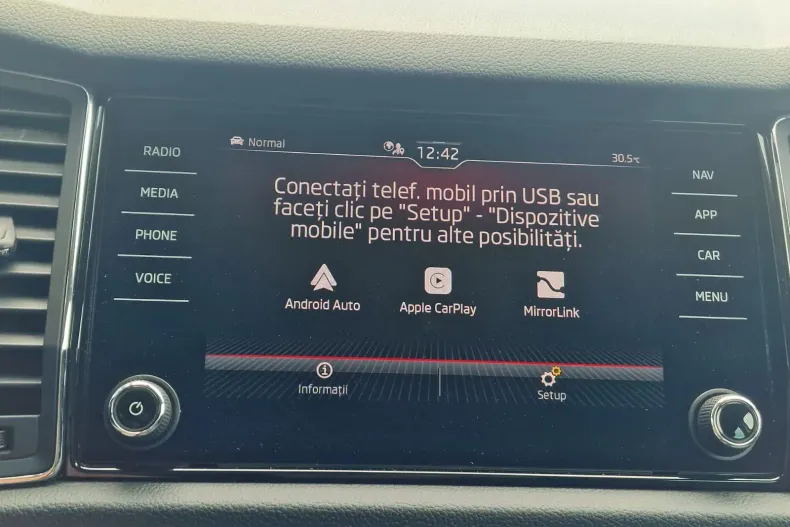 RADIO
MEDIA
PHONE
VOICE
Normal
12:42
30.5°C
Conectați telef. mobil prin USB sau
faceți clic pe "Setup" - "Dispozitive
mobile" pentru alte posibilități.
Android Auto
Apple CarPlay
MirrorLink
Informații
Setup
NAV
APP
CAR
MENU